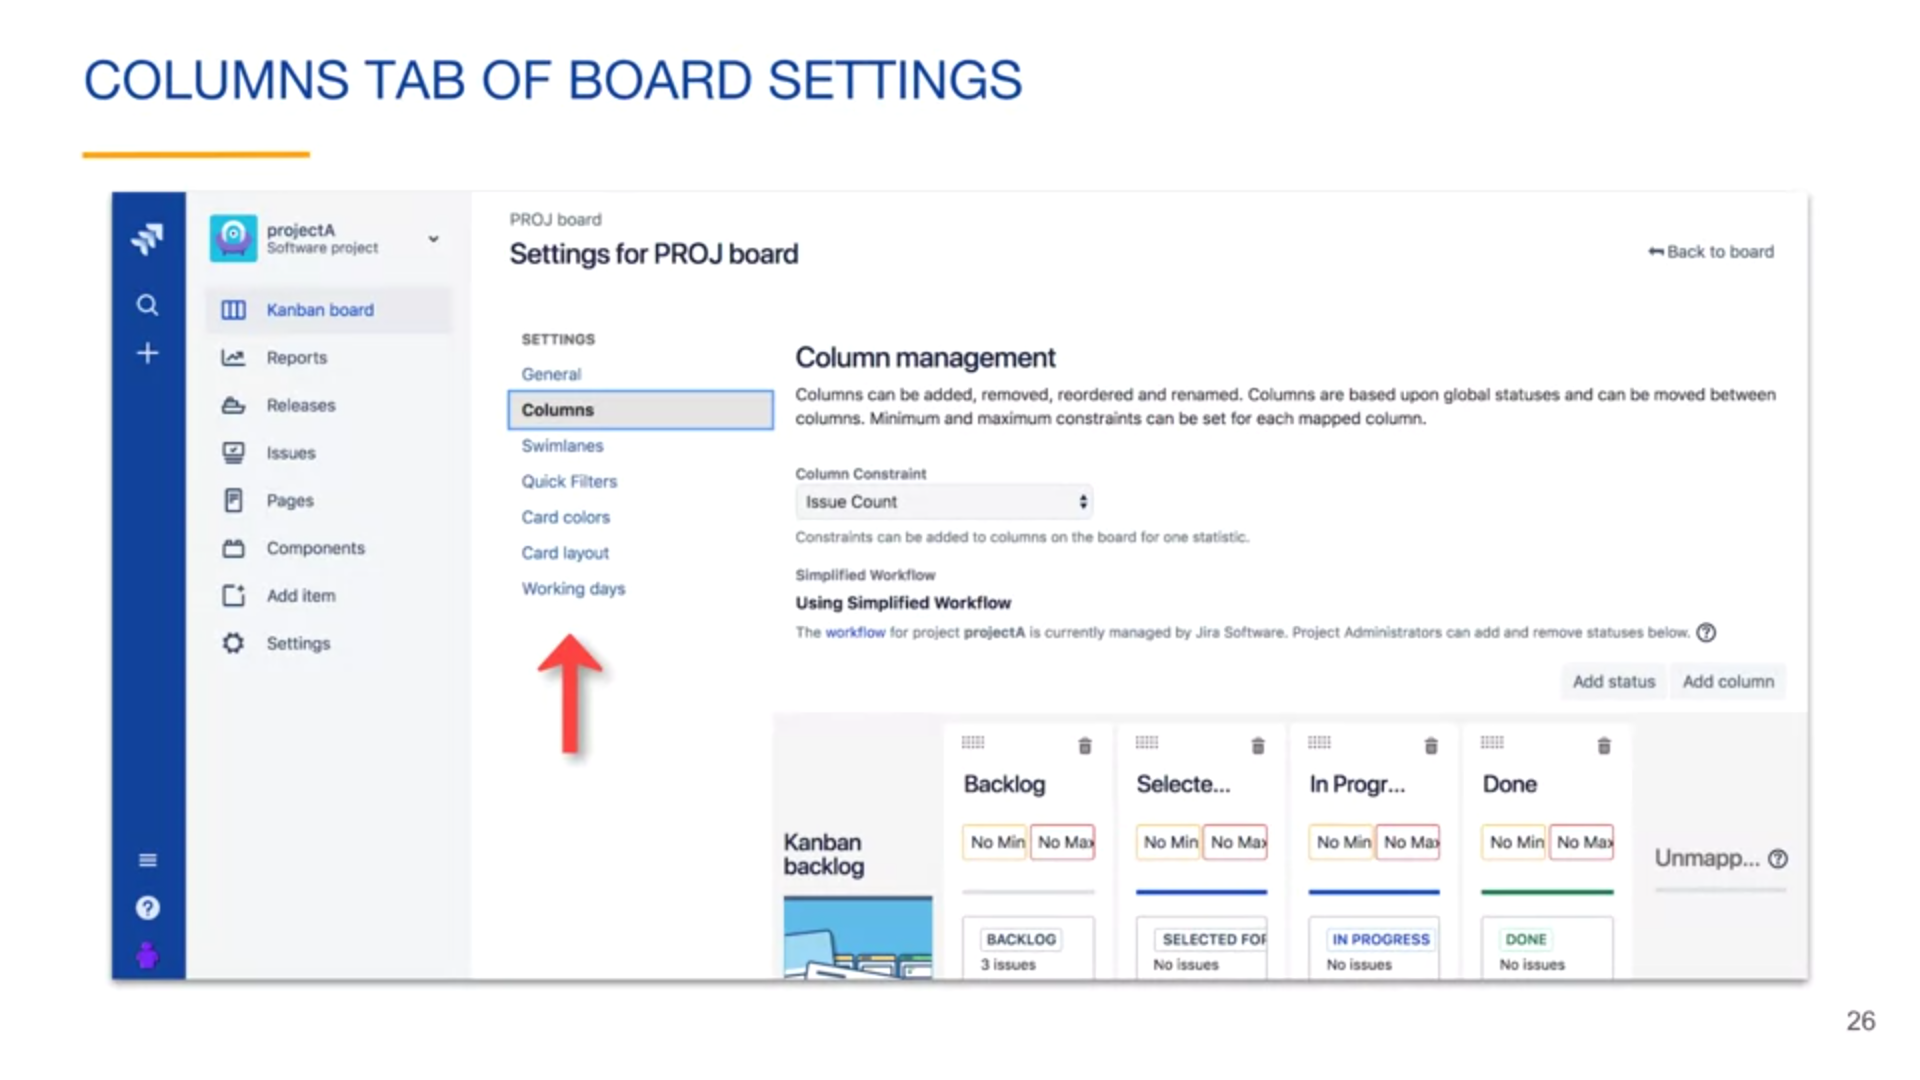 COLUMNS TAB OF BOARD SETTINGS
projectA
Software project
Kanban board
Reports
Releases
Issues
Pages
Components
Add item
Settings
PROJ board
Settings for PROJ board
Back to board
SETTINGS
General
Columns
Swimlanes
Quick Filters
Card colors
Card layout
Working days
Column management
Columns can be added, removed, reordered and renamed. Columns are based upon global statuses and can be moved between
columns. Minimum and maximum constraints can be set for each mapped column.
Column Constraint
Issue Count
Constraints can be added to columns on the board for one statistic.
Simplified Workflow
Using Simplified Workflow
The workflow for project projectA is currently managed by Jira Software. Project Administrators can add and remove statuses below. ?
Add status Add column
Kanban
backlog
Backlog
No Min No Max
BACKLOG
3 issues
Selecte...
No Min No Max
SELECTED FOR
No issues
In Progr...
No Min No Max
IN PROGRESS
No issues
Done
No Min No Max
DONE
No issues
Unmapp... ?
?
26